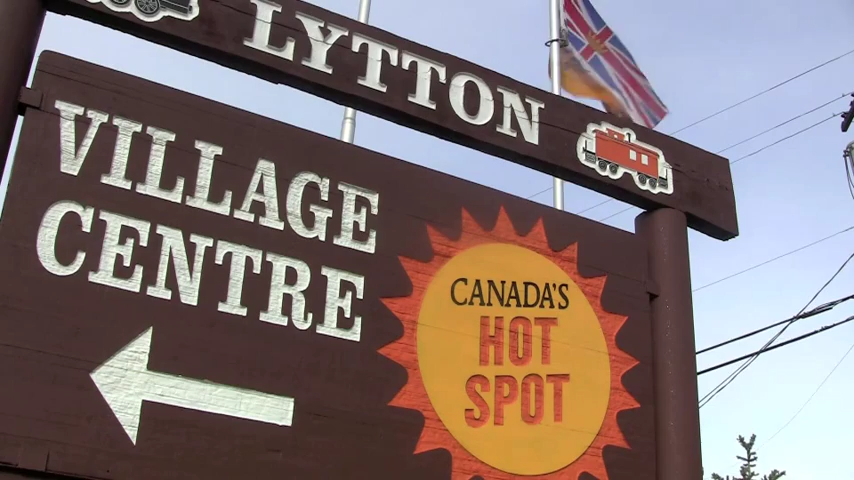 LYTTON
VILLAGE
CENTRE
CANADA'S
HOT
SPOT